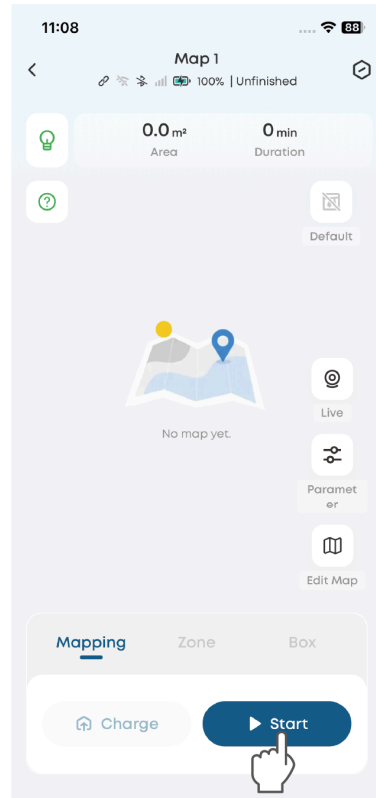 11:08
88
Map 1
100% | Unfinished
0.0 m²
0 min
Area
Duration
Default
No map yet.
Live
Paramet
er
Edit Map
Mapping
Zone
Box
Charge
Start